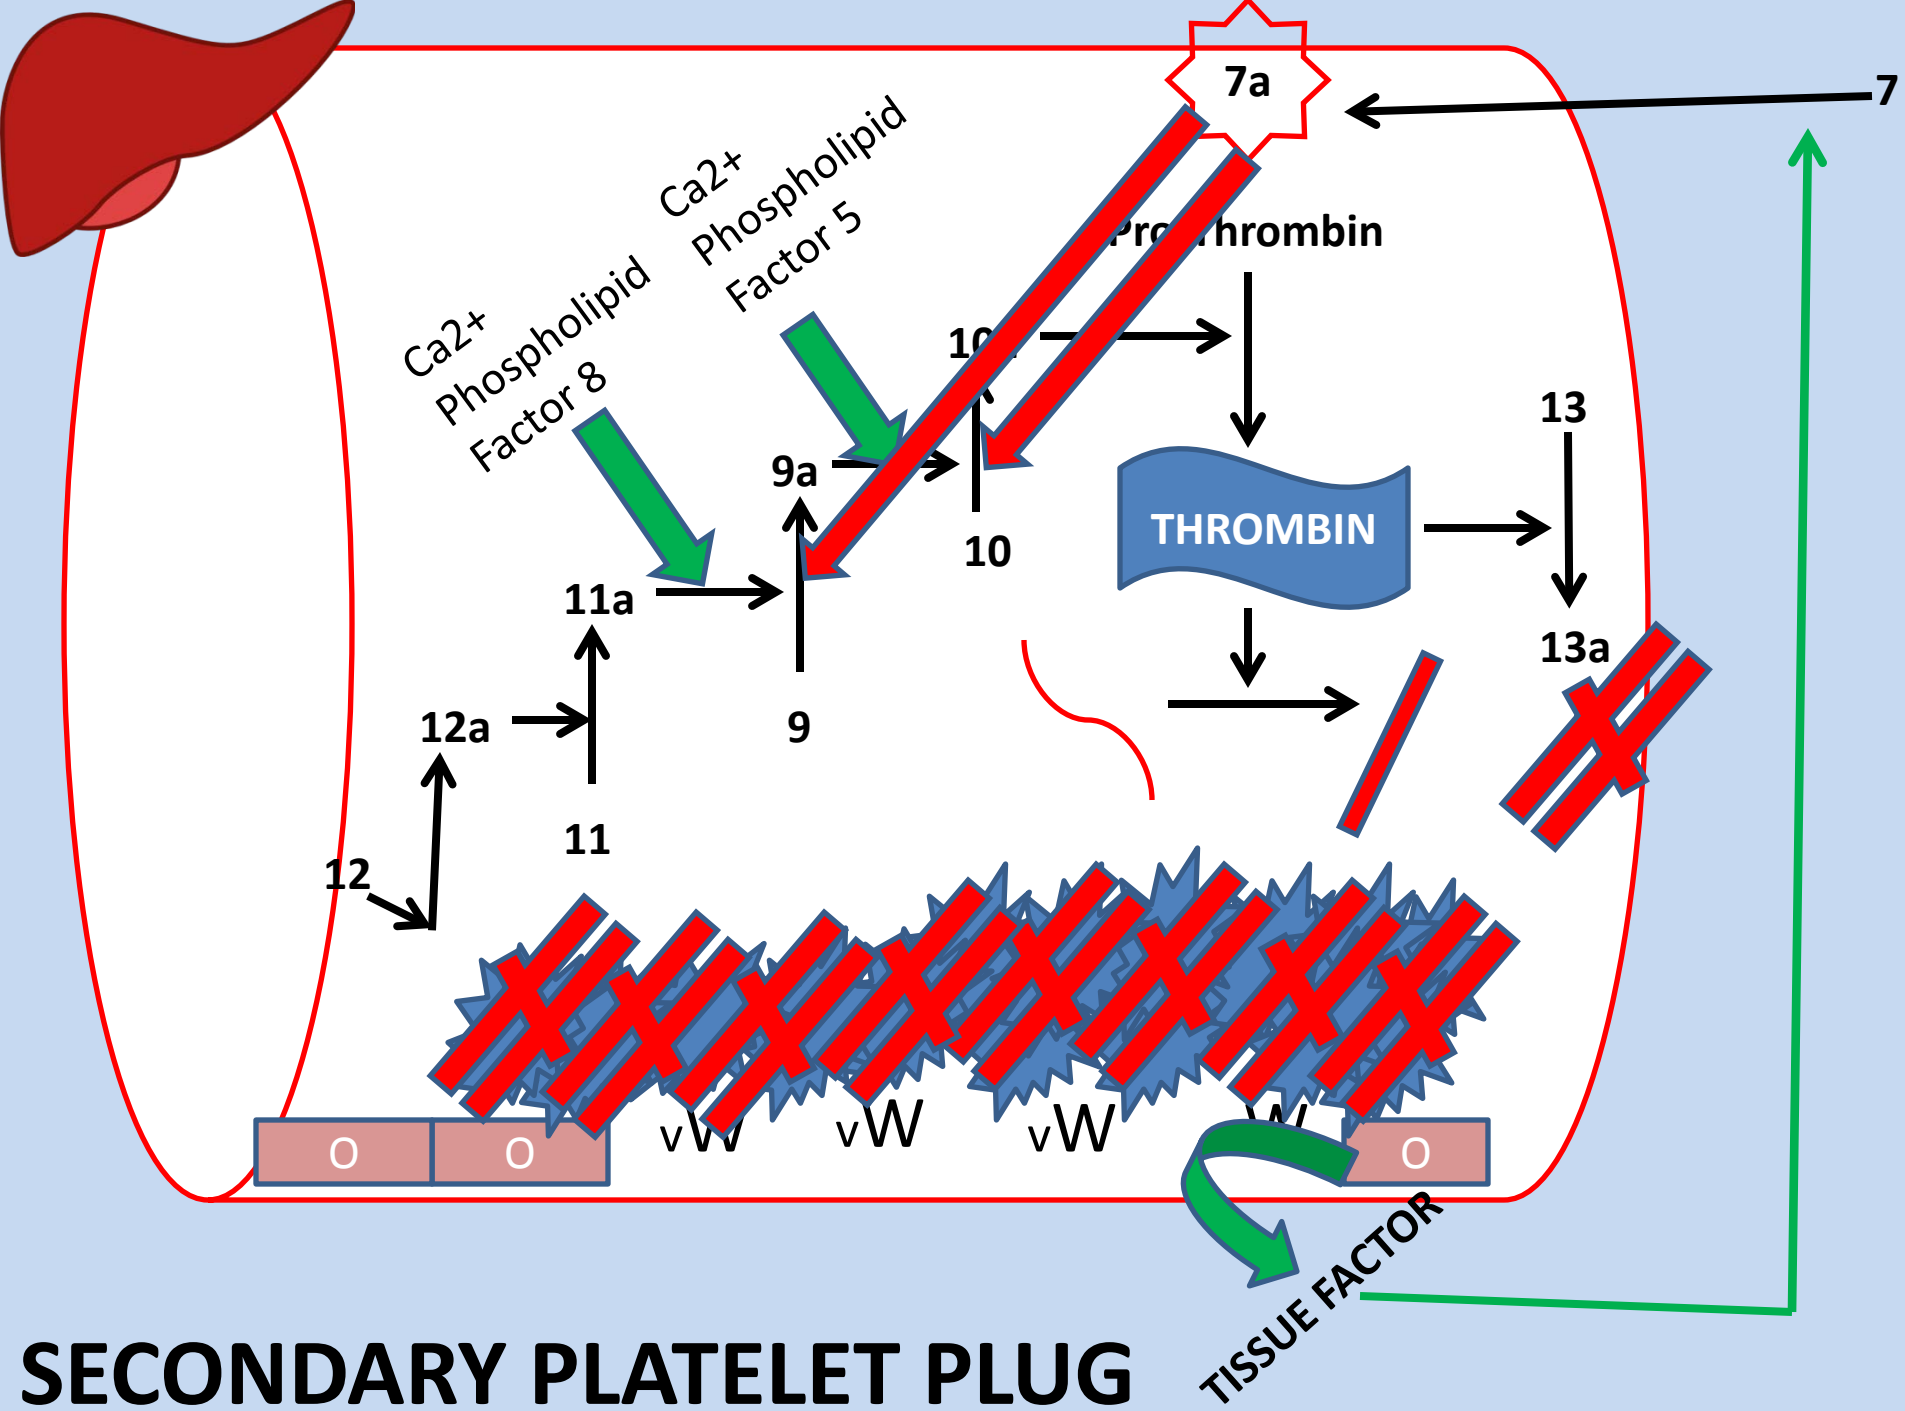 7a
7
Ca2+
Phospholipid
Factor 5
Prothrombin
Ca2+
Phospholipid
Factor 8
13
9a
THROMBIN
10
11a
13a
12a
9
11
12
O
O
vW
vW
vW
O
TISSUE FACTOR
SECONDARY PLATELET PLUG